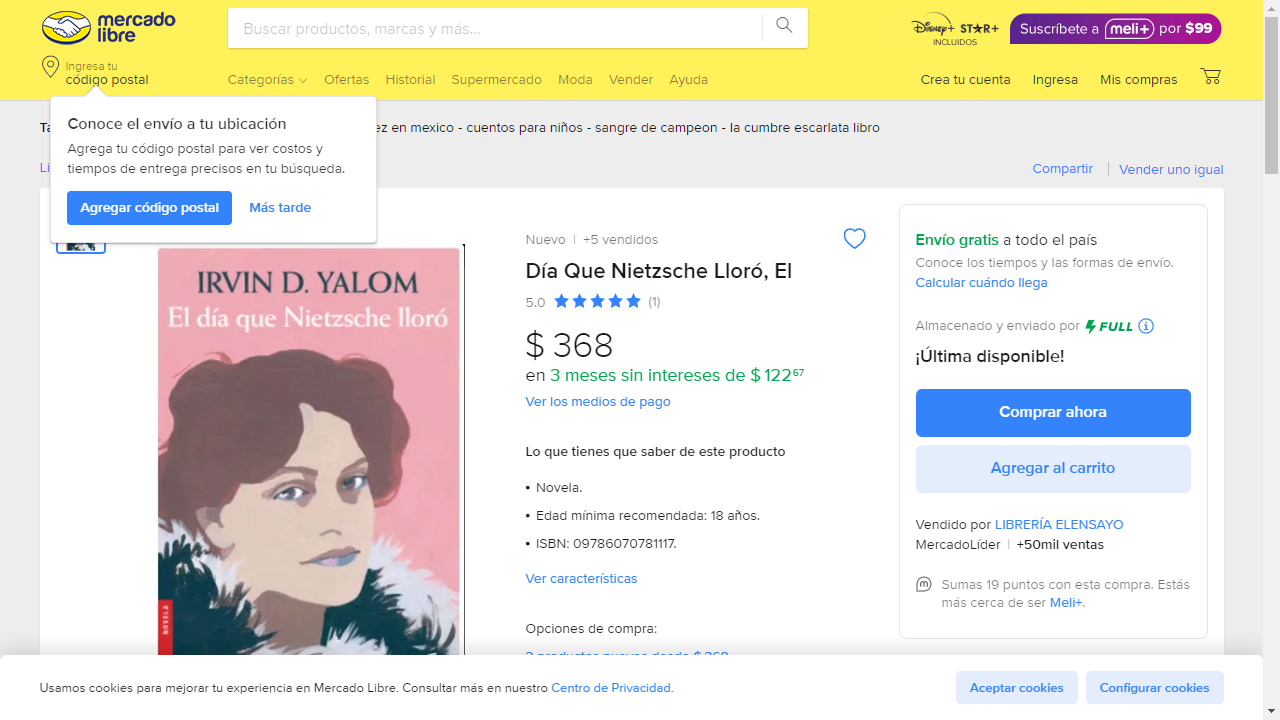 mercado
libre
Buscar productos, marcas y más...
Disney+ STAR+
INCLUIDOS
Suscríbete a meli+ por $99
Ingresa tu
código postal
Categorías
Ofertas
Historial
Supermercado
Moda
Vender
Ayuda
Crea tu cuenta
Ingresa
Mis compras
Conoce el envío a tu ubicación
Agrega tu código postal para ver costos y
tiempos de entrega precisos en tu búsqueda.
Agregar código postal
Más tarde
en mexico - cuentos para niños - sangre de campeon - la cumbre escarlata libro
Compartir
Vender uno igual
IRVIN D. YALOM
El día que Nietzsche lloró
Nuevo | +5 vendidos
Día Que Nietzsche Lloró, El
5.0 (1)
$ 368
en 3 meses sin intereses de $ 122 67
Ver los medios de pago
Lo que tienes que saber de este producto
• Novela.
• Edad mínima recomendada: 18 años.
• ISBN: 09786070781117.
Ver características
Opciones de compra:
2 productos nuevos desde $ 368
Envío gratis a todo el país
Conoce los tiempos y las formas de envío.
Calcular cuándo llega
Almacenado y enviado por FULL
¡Última disponible!
Comprar ahora
Agregar al carrito
Vendido por LIBRERÍA ELENSAYO
MercadoLíder | +50mil ventas
Sumas 19 puntos con esta compra. Estás
más cerca de ser Meli+.
Usamos cookies para mejorar tu experiencia en Mercado Libre. Consultar más en nuestro Centro de Privacidad.
Aceptar cookies
Configurar cookies